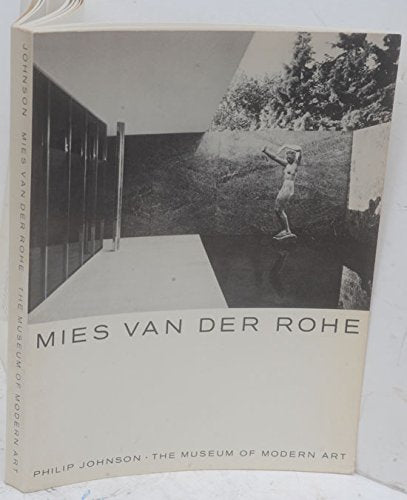 JOHNSON MIES VAN DER ROHE THE MUSEUM OF MODERN ART
MIES VAN DER ROHE
PHILIP JOHNSON · THE MUSEUM OF MODERN ART